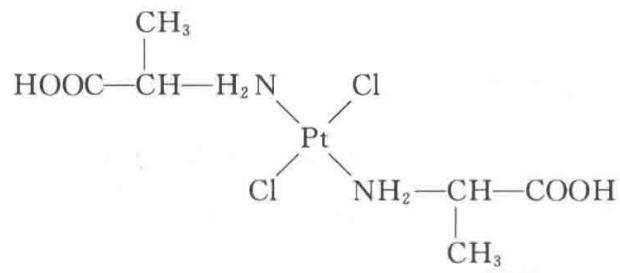 CH₃
HOOC—CH—H₂N Cl
Pt
Cl NH₂—CH—COOH
CH₃